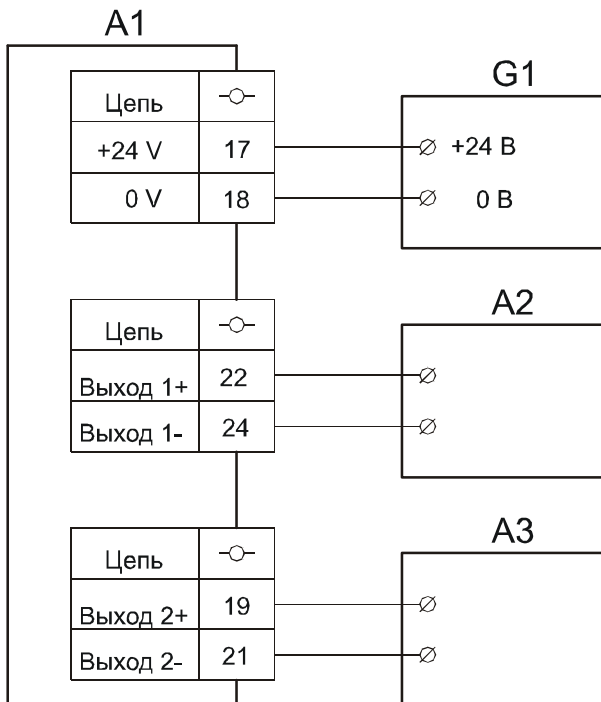 A1
Цепь
+24 V 17
0 V 18
G1
+24 В
0 В
Цепь
Выход 1+ 22
Выход 1- 24
A2
Цепь
Выход 2+ 19
Выход 2- 21
A3